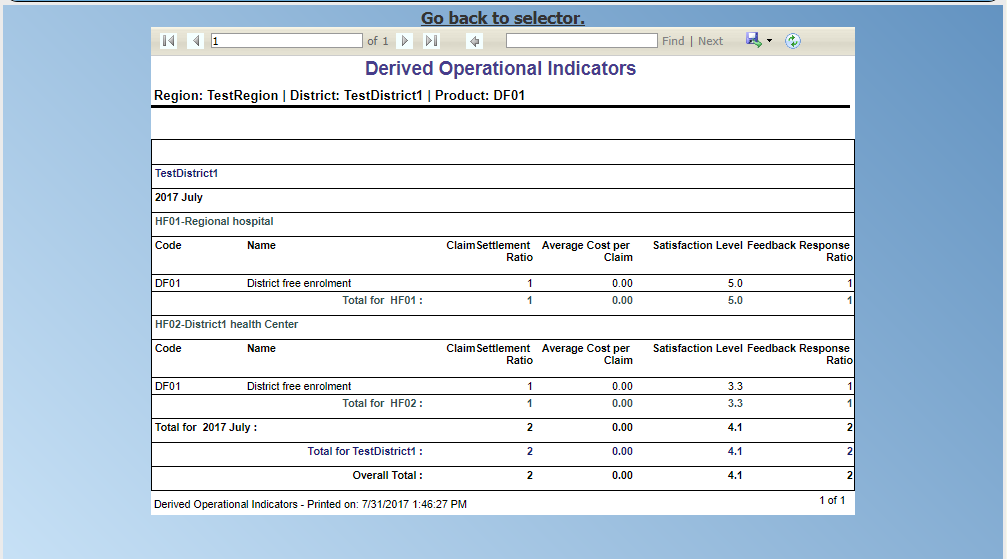 Go back to selector.
1 of 1 Find | Next
Derived Operational Indicators
Region: TestRegion | District: TestDistrict1 | Product: DF01
TestDistrict1
2017 July
HF01-Regional hospital
Code Name ClaimSettlement Average Cost per Satisfaction Level Feedback Response
Ratio Claim Ratio
DF01 District free enrolment 1 0.00 5.0 1
Total for HF01 : 1 0.00 5.0 1
HF02-District1 health Center
Code Name ClaimSettlement Average Cost per Satisfaction Level Feedback Response
Ratio Claim Ratio
DF01 District free enrolment 1 0.00 3.3 1
Total for HF02 : 1 0.00 3.3 1
Total for 2017 July : 2 0.00 4.1 2
Total for TestDistrict1 : 2 0.00 4.1 2
Overall Total : 2 0.00 4.1 2
Derived Operational Indicators - Printed on: 7/31/2017 1:46:27 PM 1 of 1